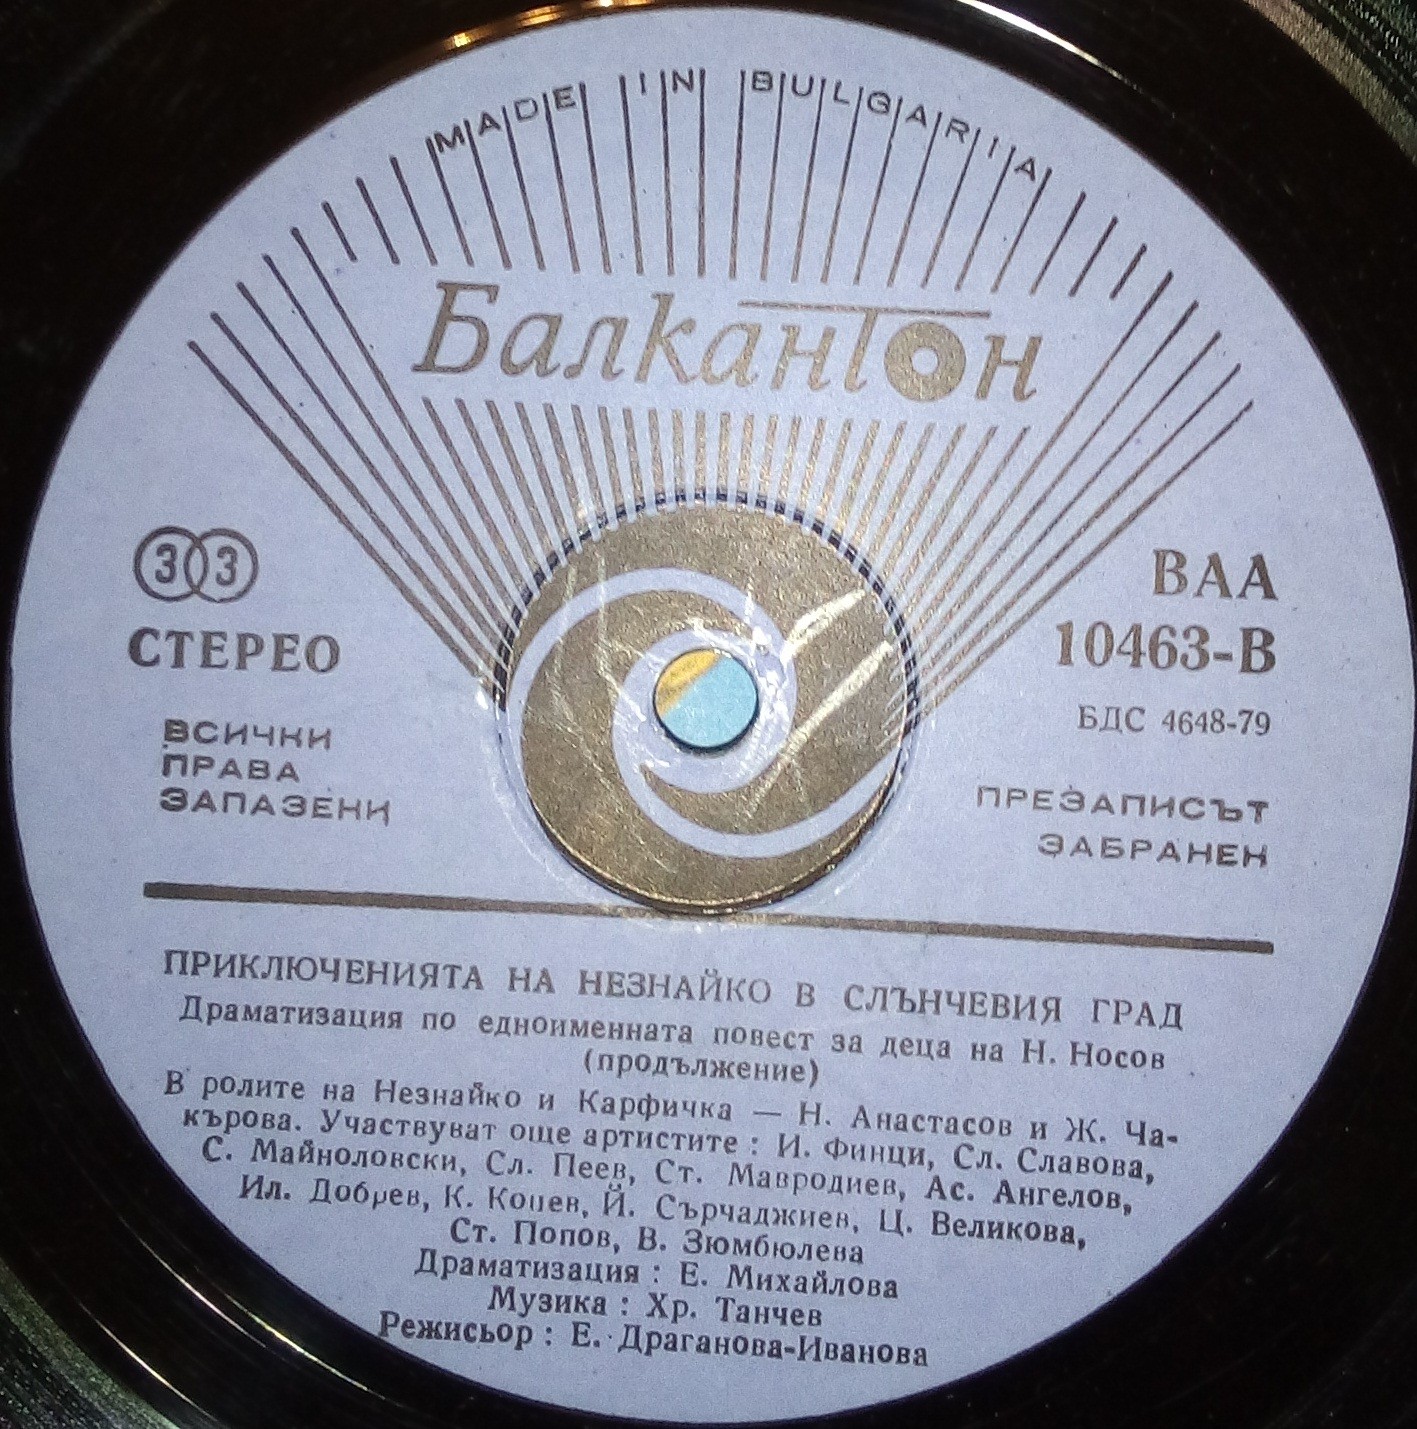 MADE IN BULGARIA
Балкантон
33
СТЕРЕО
ВСИЧКИ
ПРАВА
ЗАПАЗЕНИ
ВАА
10463-В
БДС 4648-79
ПРЕЗАПИСЪТ
ЗАБРАНЕН
ПРИКЛЮЧЕНИЯТА НА НЕЗНАЙКО В СЛЪНЧЕВИЯ ГРАД
Драматизация по едноименната повест за деца на Н. Носов
(продължение)
В ролите на Незнайко и Карфичка — Н. Анастасов и Ж. Ча-
кърова. Участвуват още артистите : И. Финци, Сл. Славова,
С. Майноловски, Сл. Пеев, Ст. Мавродиев, Ас. Ангелов,
Ил. Добрев, К. Коцев, Й. Сърчаджиев, Ц. Великова,
Ст. Попов, В. Зюмбюлева
Драматизация : Е. Михайлова
Музика : Хр. Танчев
Режисьор : Е. Драганова-Иванова